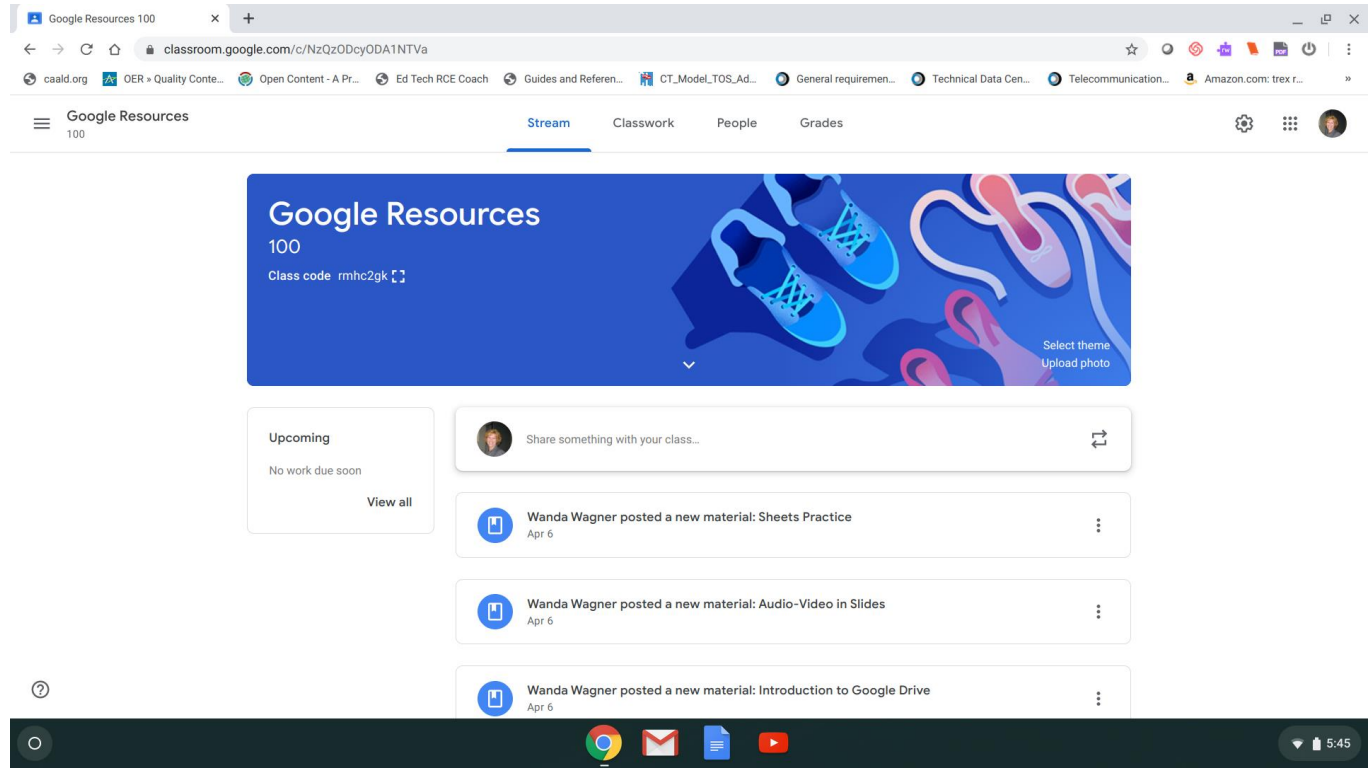 Google Resources 100
classroom.google.com/c/NzQzODcyODA1NTVa
caald.org OER » Quality Conte... Open Content - A Pr... Ed Tech RCE Coach Guides and Referen... CT_Model_TOS_Ad... General requiremen... Technical Data Cen... Telecommunication... Amazon.com: trex r... »
Google Resources
100
Stream Classwork People Grades
Google Resources
100
Class code rmhc2gk
Select theme
Upload photo
Upcoming
No work due soon
View all
Share something with your class...
Wanda Wagner posted a new material: Sheets Practice
Apr 6
Wanda Wagner posted a new material: Audio-Video in Slides
Apr 6
Wanda Wagner posted a new material: Introduction to Google Drive
Apr 6
5:45